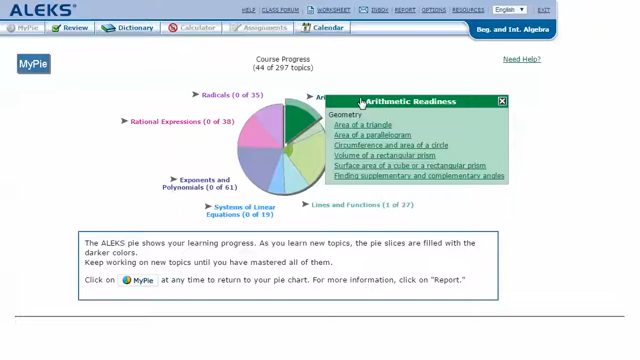 ALEKS®
HELP | CLASS FORUM | WORKSHEET | INBOX | REPORT | OPTIONS | RESOURCES | English | EXIT
MyPie Review Dictionary Calculator Assignments Calendar Beg. and Int. Algebra
MyPie
Course Progress
(44 of 297 topics)
Need Help?
Radicals (0 of 35)
Rational Expressions (0 of 38)
Exponents and
Polynomials (0 of 61)
Systems of Linear
Equations (0 of 19)
Lines and Functions (1 of 27)
Arithmetic Readiness
Geometry
Area of a triangle
Area of a parallelogram
Circumference and area of a circle
Volume of a rectangular prism
Surface area of a cube or a rectangular prism
Finding supplementary and complementary angles
The ALEKS pie shows your learning progress. As you learn new topics, the pie slices are filled with the
darker colors.
Keep working on new topics until you have mastered all of them.
Click on MyPie at any time to return to your pie chart. For more information, click on "Report."